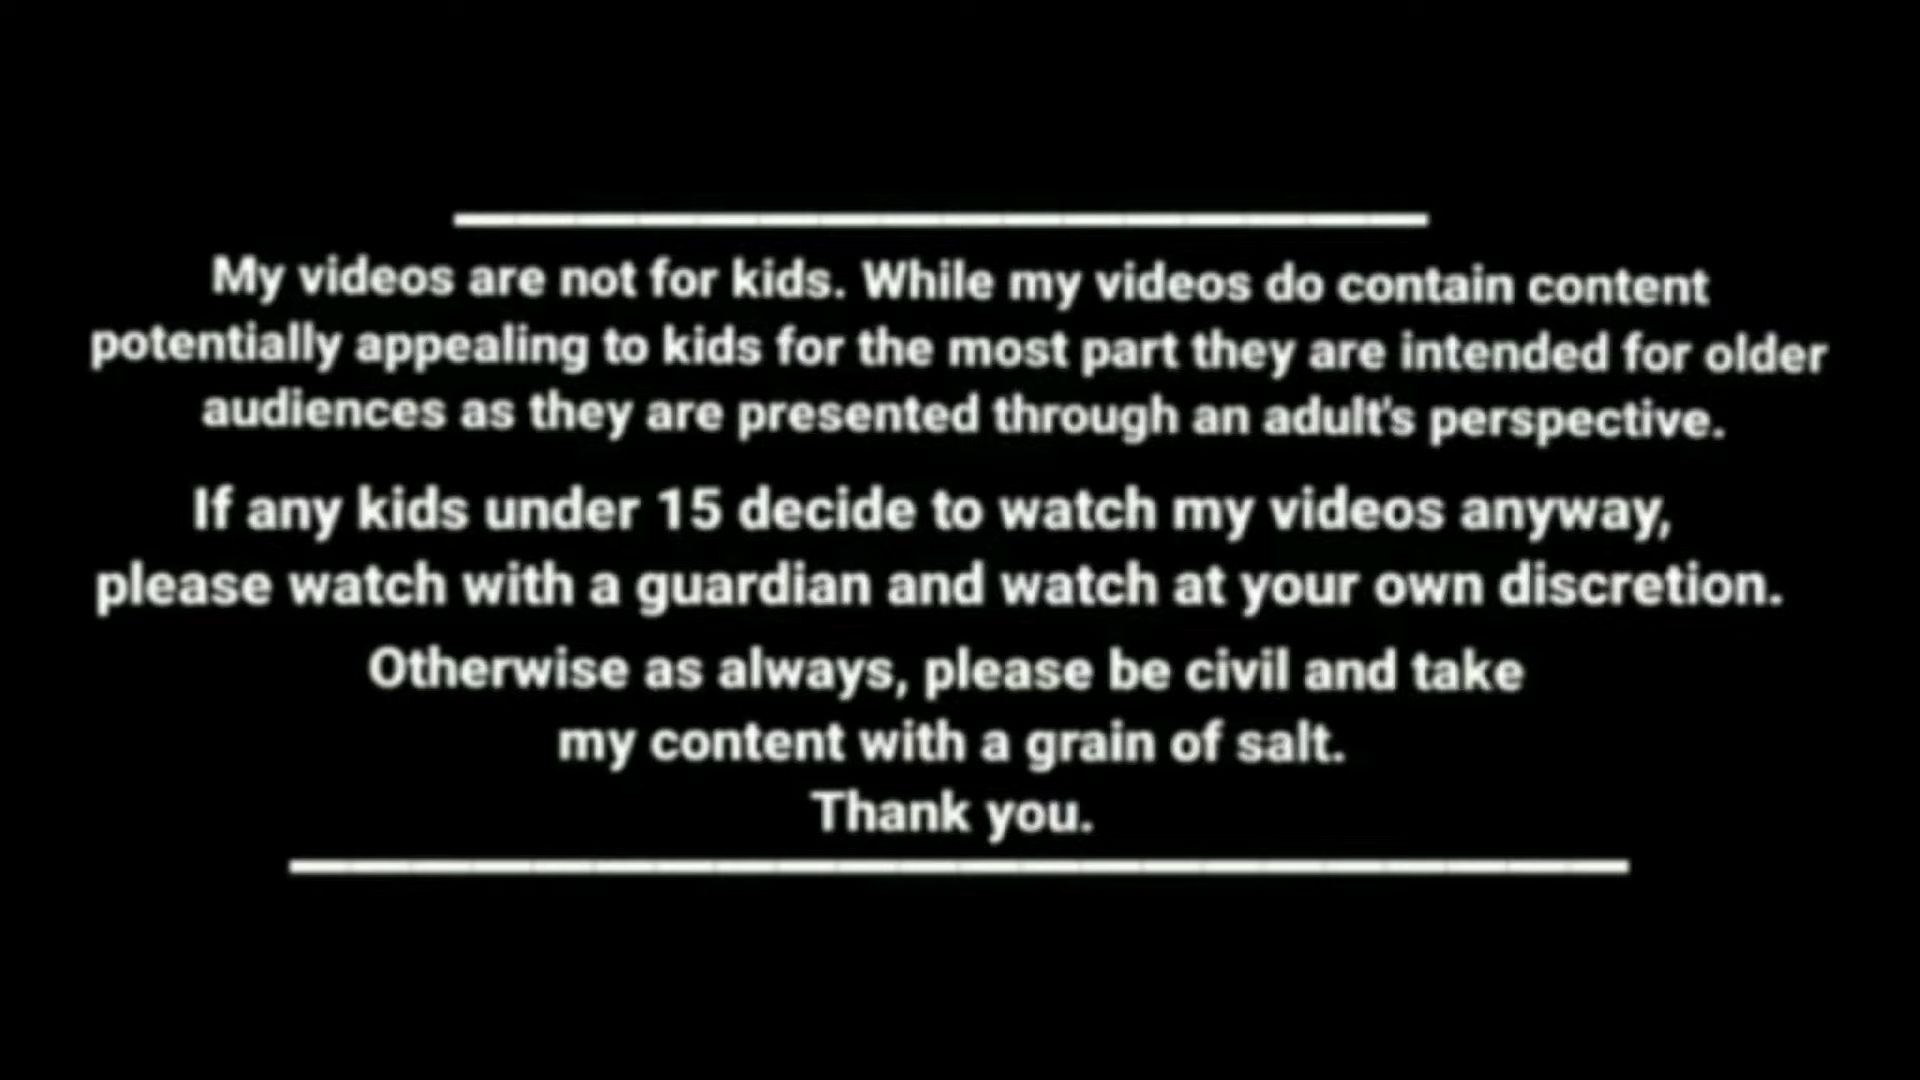 My videos are not for kids. While my videos do contain content
potentially appealing to kids for the most part they are intended for older
audiences as they are presented through an adult's perspective.
If any kids under 15 decide to watch my videos anyway,
please watch with a guardian and watch at your own discretion.
Otherwise as always, please be civil and take
my content with a grain of salt.
Thank you.